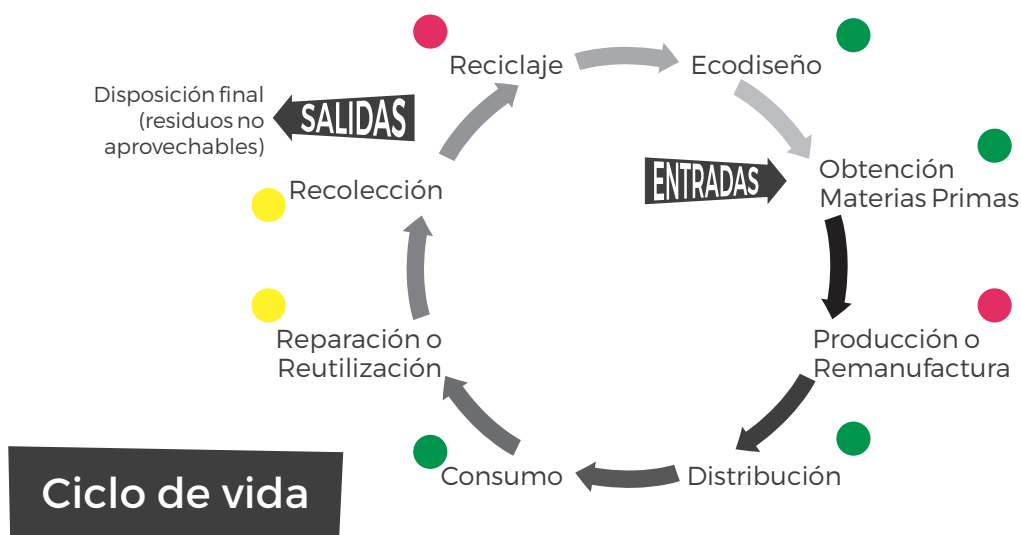 Reciclaje
Ecodiseño
Disposición final
(residuos no
aprovechables)
SALIDAS
ENTRADAS
Obtención
Materias Primas
Recolección
Producción o
Remanufactura
Reparación o
Reutilización
Consumo
Distribución
Ciclo de vida